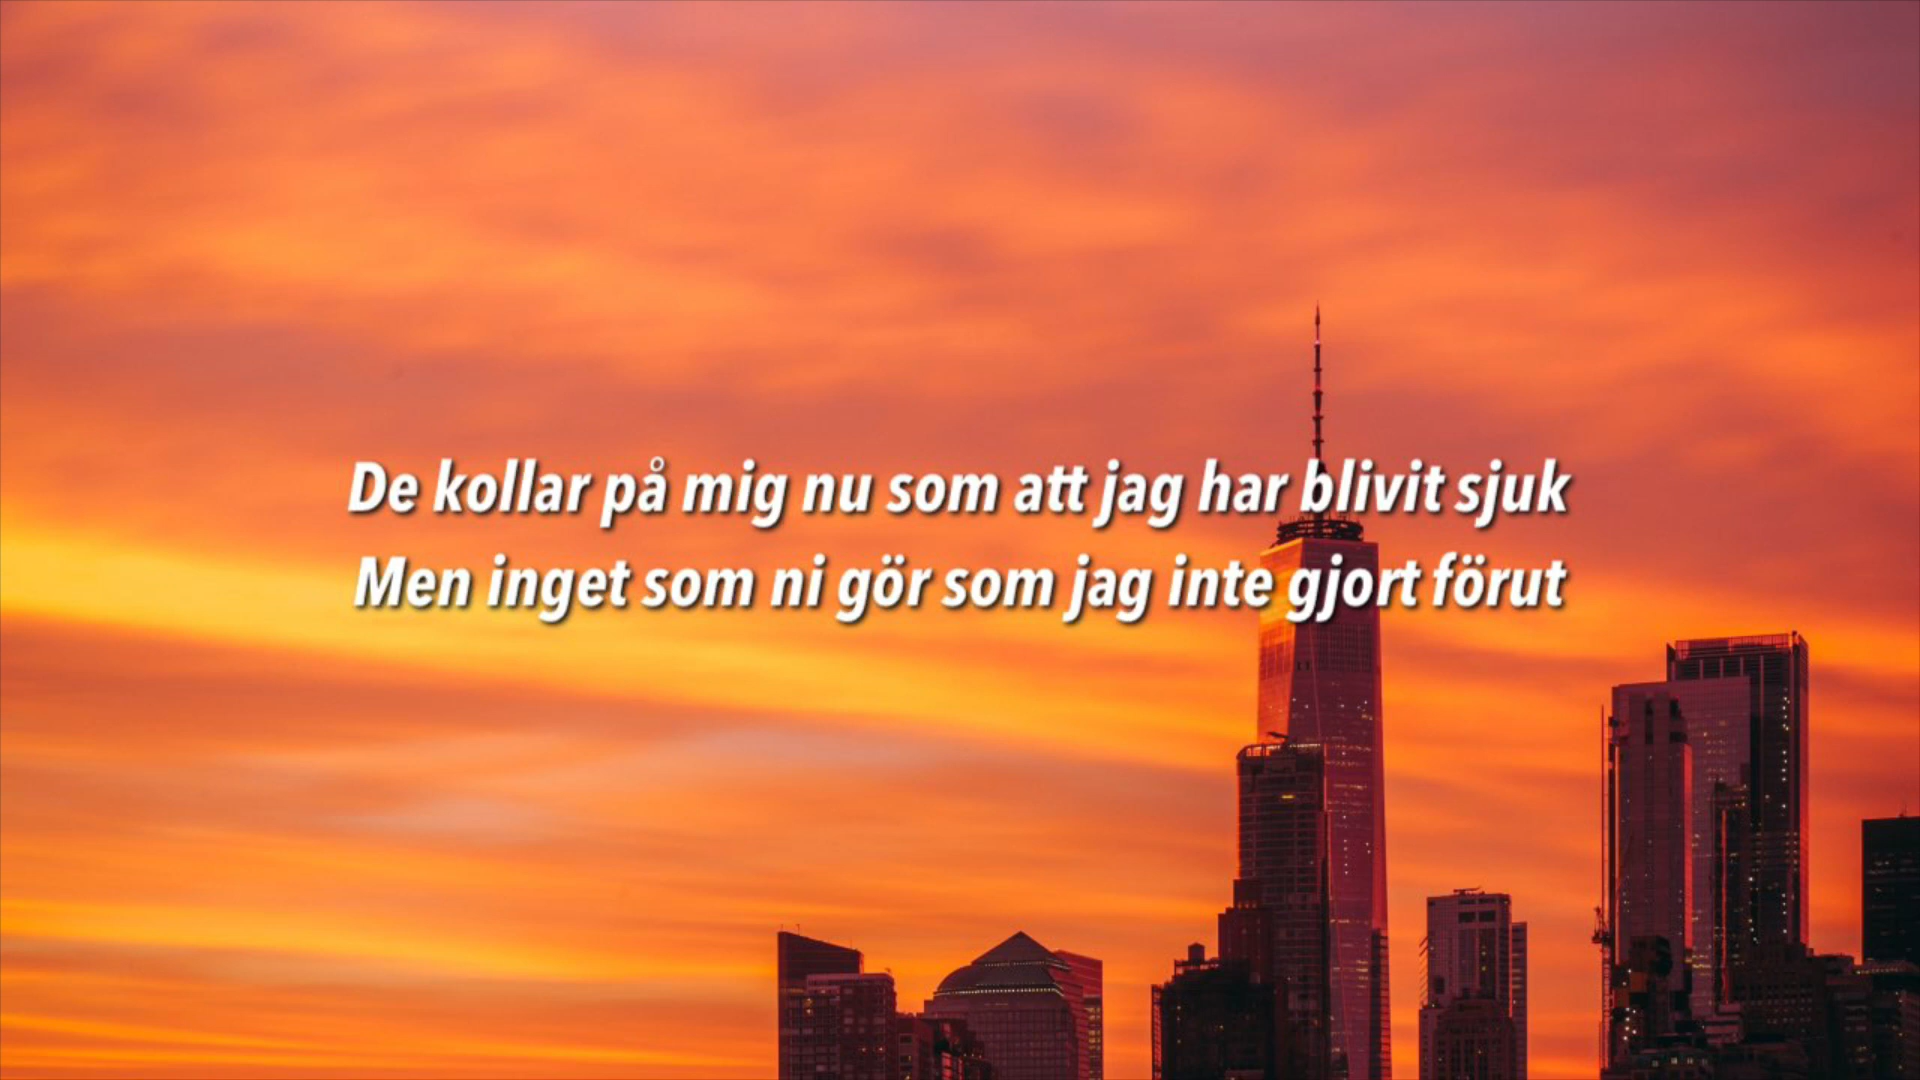 De kollar på mig nu som att jag har blivit sjuk
Men inget som ni gör som jag inte gjort förut